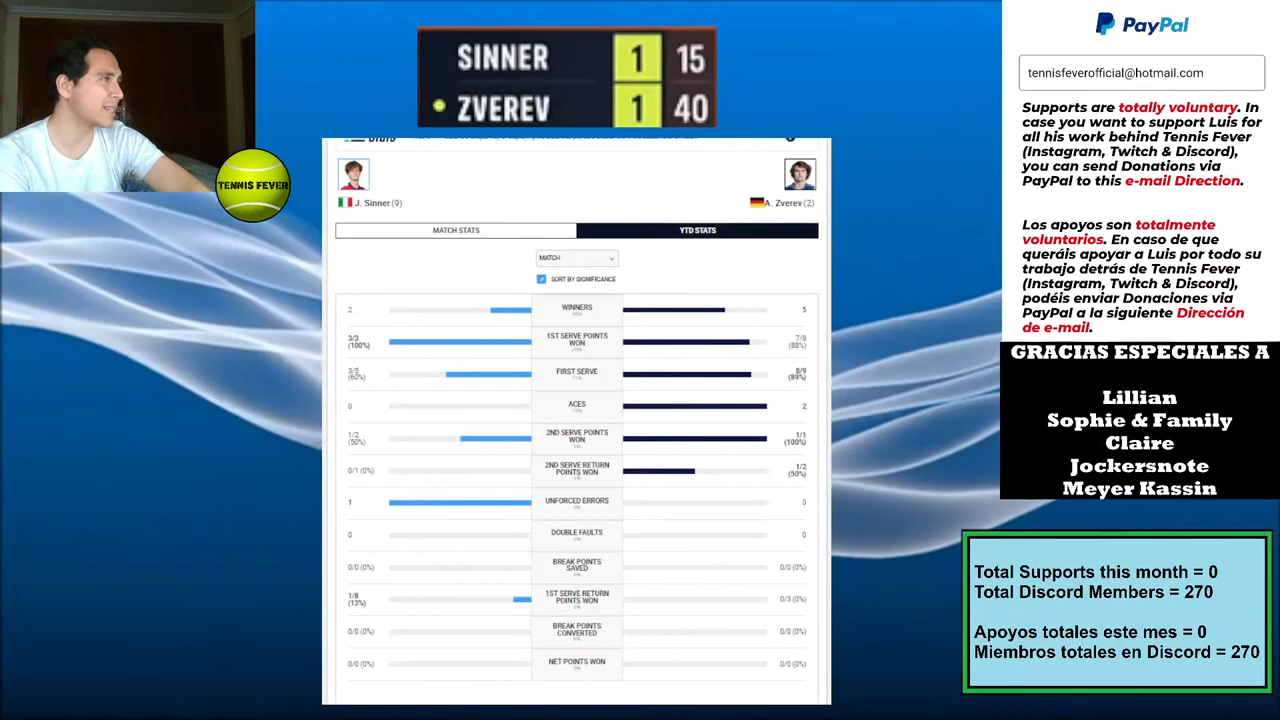 SINNER 1 15
ZVEREV 1 40
TENNIS FEVER
J. Sinner (9)
A. Zverev (2)
MATCH STATS
YTD STATS
MATCH
SORT BY SIGNIFICANCE
2 WINNERS 5
3/3 1ST SERVE POINTS 7/8
(100%) WON (88%)
3/5 FIRST SERVE 8/9
(60%) (89%)
0 ACES 2
1/2 2ND SERVE POINTS 1/1
(50%) WON (100%)
0/1 (0%) 2ND SERVE RETURN 1/2
POINTS WON (50%)
1 UNFORCED ERRORS 0
0 DOUBLE FAULTS 0
0/0 (0%) BREAK POINTS 0/0 (0%)
SAVED
1/8 1ST SERVE RETURN 0/3 (0%)
(13%) POINTS WON
0/0 (0%) BREAK POINTS 0/0 (0%)
CONVERTED
0/0 (0%) NET POINTS WON 0/0 (0%)
PayPal
tennisfeverofficial@hotmail.com
Supports are totally voluntary. In
case you want to support Luis for
all his work behind Tennis Fever
(Instagram, Twitch & Discord),
you can send Donations via
PayPal to this e-mail Direction.
Los apoyos son totalmente
voluntarios. En caso de que
queráis apoyar a Luis por todo su
trabajo detrás de Tennis Fever
(Instagram, Twitch & Discord),
podéis enviar Donaciones via
PayPal a la siguiente Dirección
de e-mail.
GRACIAS ESPECIALES A
Lillian
Sophie & Family
Claire
Jockersnote
Meyer Kassin
Total Supports this month = 0
Total Discord Members = 270
Apoyos totales este mes = 0
Miembros totales en Discord = 270